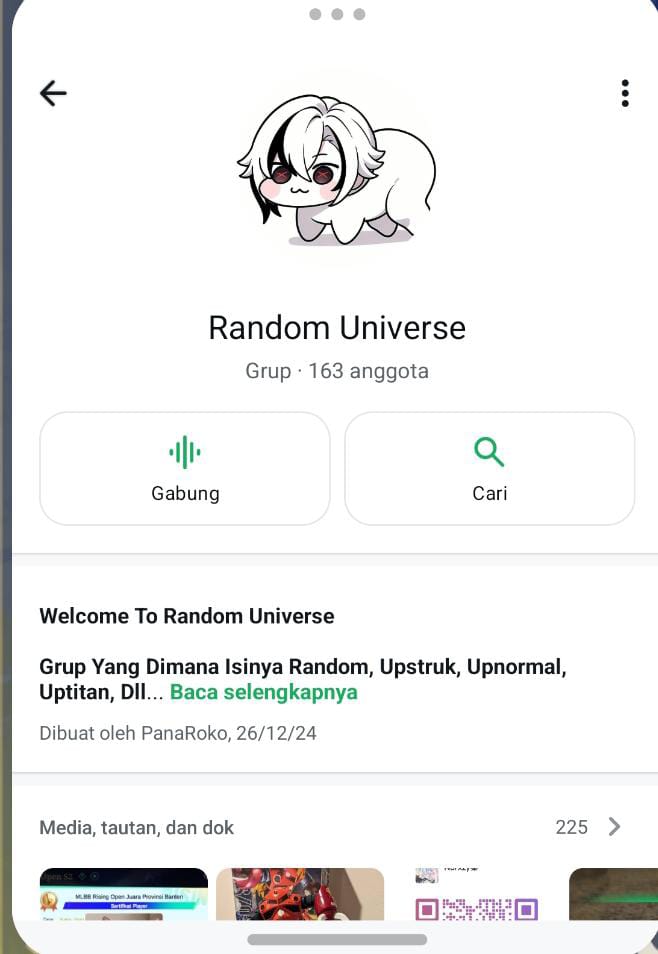 Random Universe
Grup · 163 anggota
Gabung
Cari
Welcome To Random Universe
Grup Yang Dimana Isinya Random, Upstruk, Upnormal,
Uptitan, Dll... Baca selengkapnya
Dibuat oleh PanaRoko, 26/12/24
Media, tautan, dan dok
225
Open S2
MLBB Rising Open Juara Provinsi Banten
Sertifikat Player